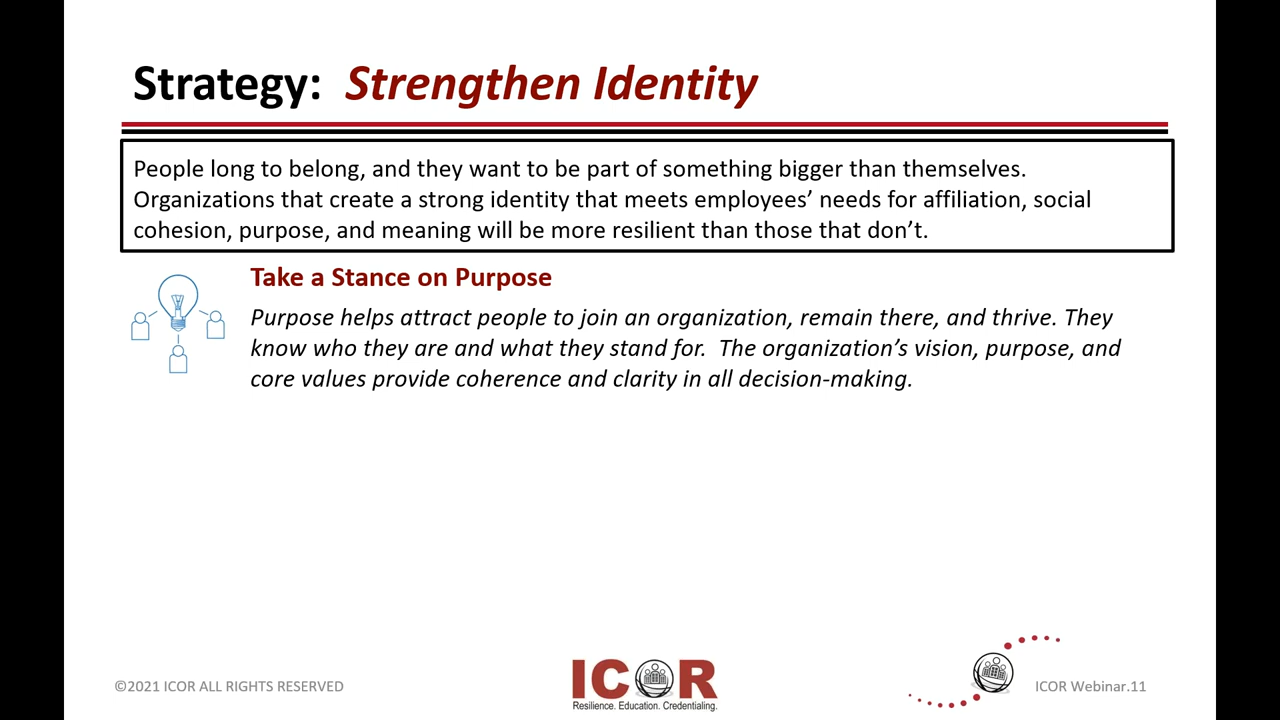 Strategy: Strengthen Identity
People long to belong, and they want to be part of something bigger than themselves.
Organizations that create a strong identity that meets employees’ needs for affiliation, social
cohesion, purpose, and meaning will be more resilient than those that don’t.
Take a Stance on Purpose
Purpose helps attract people to join an organization, remain there, and thrive. They
know who they are and what they stand for.  The organization’s vision, purpose, and
core values provide coherence and clarity in all decision-making.
©2021 ICOR ALL RIGHTS RESERVED
ICOR
Resilience. Education. Credentialing.
ICOR Webinar.11